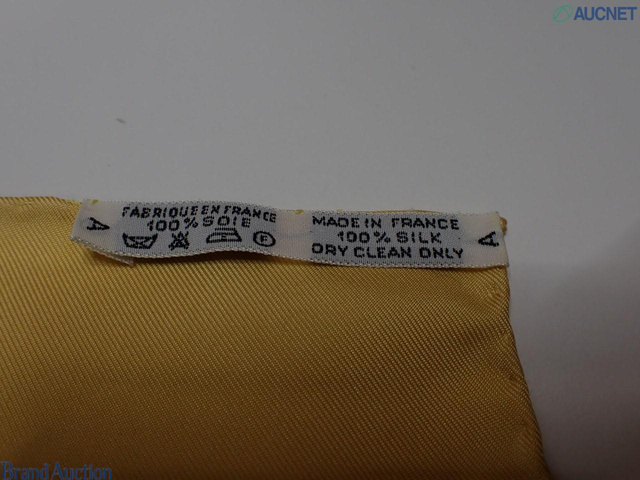 AUCNET
A
FABRIQUE EN FRANCE
100% SOIE
F
MADE IN FRANCE
100% SILK
DRY CLEAN ONLY
A
Brand Auction